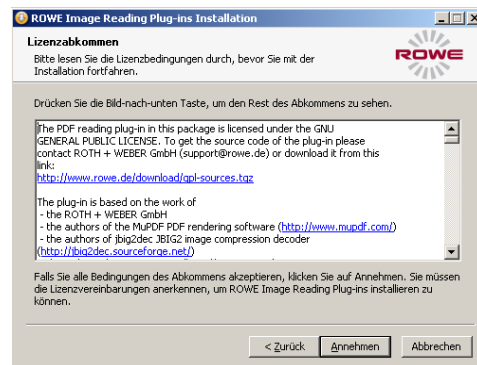 ROWE Image Reading Plug-ins Installation
Lizenzabkommen
Bitte lesen Sie die Lizenzbedingungen durch, bevor Sie mit der
Installation fortfahren.
ROWE
Drücken Sie die Bild-nach-unten Taste, um den Rest des Abkommens zu sehen.
The PDF reading plug-in in this package is licensed under the GNU
GENERAL PUBLIC LICENSE. To get the source code of the plug-in please
contact ROTH + WEBER GmbH (support@rowe.de) or download it from this
link:
http://www.rowe.de/download/gpl-sources.tgz
The plug-in is based on the work of
- the ROTH + WEBER GmbH
- the authors of the MuPDF PDF rendering software (http://www.mupdf.com/)
- the authors of jbig2dec JBIG2 image compression decoder
(http://jbig2dec.sourceforge.net/)
Falls Sie alle Bedingungen des Abkommens akzeptieren, klicken Sie auf Annehmen. Sie müssen
die Lizenzvereinbarungen anerkennen, um ROWE Image Reading Plug-ins installieren zu
können.
< Zurück Annehmen Abbrechen